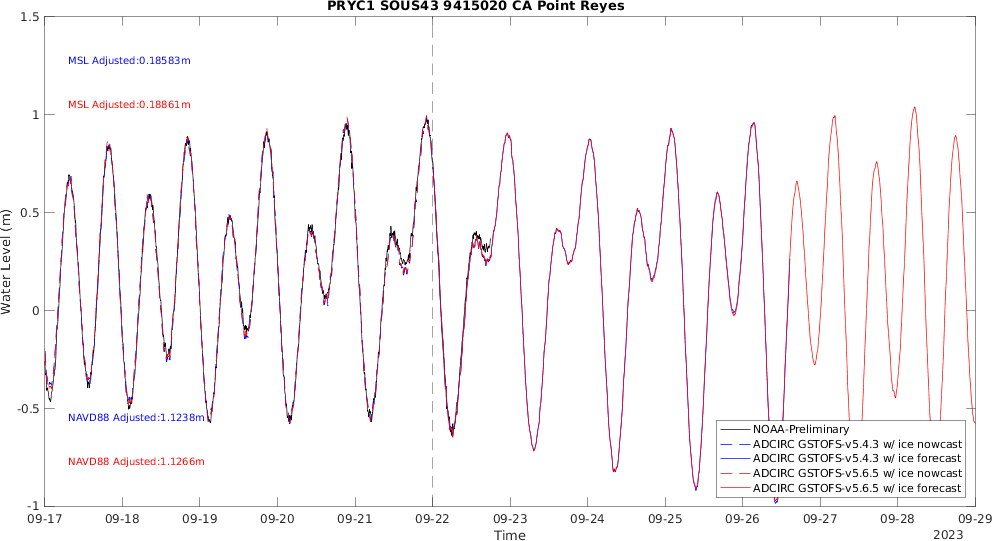 PRYC1 SOUS43 9415020 CA Point Reyes
1.5
1
0.5
0
-0.5
-1
Water Level (m)
MSL Adjusted:0.18583m
MSL Adjusted:0.18861m
NAVD88 Adjusted:1.1238m
NAVD88 Adjusted:1.1266m
NOAA-Preliminary
ADCIRC GSTOFS-v5.4.3 w/ ice nowcast
ADCIRC GSTOFS-v5.4.3 w/ ice forecast
ADCIRC GSTOFS-v5.6.5 w/ ice nowcast
ADCIRC GSTOFS-v5.6.5 w/ ice forecast
09-17 09-18 09-19 09-20 09-21 09-22 09-23 09-24 09-25 09-26 09-27 09-28 09-29
Time
2023